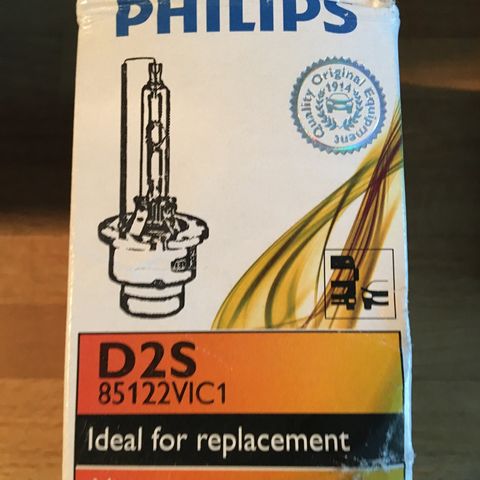 PHILIPS
Quality Original Equipment
1914
D2S
85122VIC1
Ideal for replacement